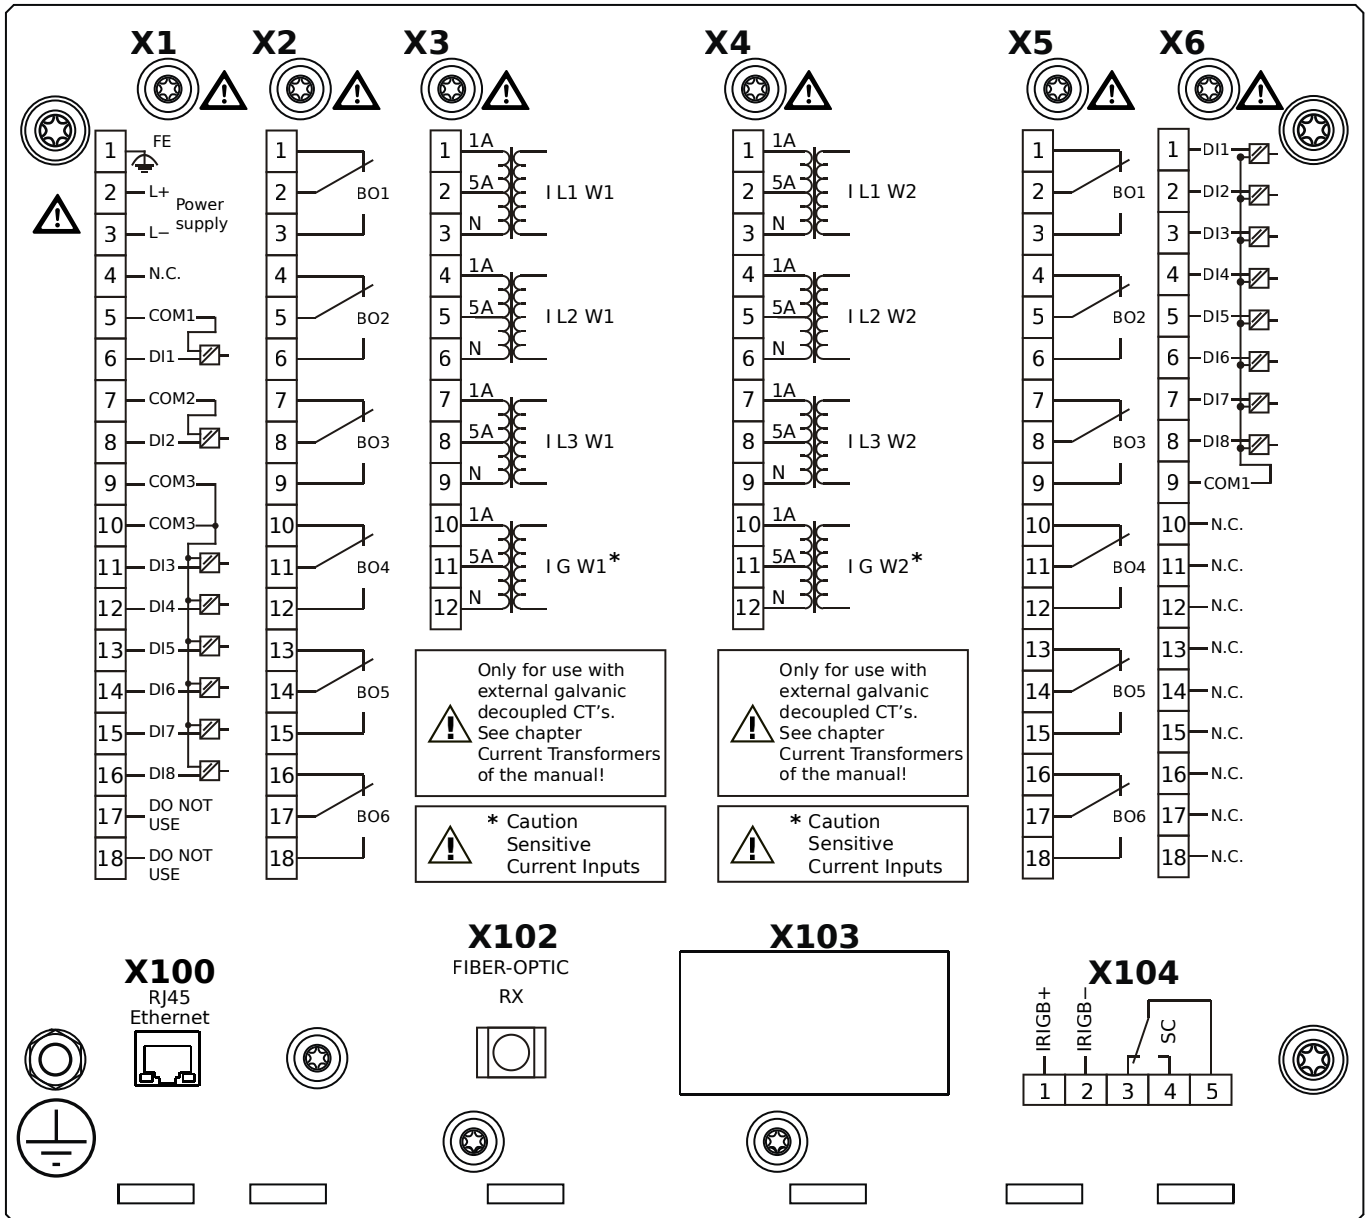 X1 X2 X3 X4 X5 X6
1 FE
2 L+
Power
supply
3 L−
4 N.C.
5 COM1
6 DI1
7 COM2
8 DI2
9 COM3
10 COM3
11 DI3
12 DI4
13 DI5
14 DI6
15 DI7
16 DI8
17 DO NOT
USE
18 DO NOT
USE
1
2 BO1
3
4
5 BO2
6
7
8 BO3
9
10
11 BO4
12
13
14 BO5
15
16
17 BO6
18
1 1A
2 5A I L1 W1
3 N
4 1A
5 5A I L2 W1
6 N
7 1A
8 5A I L3 W1
9 N
10 1A
11 5A I G W1*
12 N
Only for use with
external galvanic
decoupled CT's.
See chapter
Current Transformers
of the manual!
* Caution
Sensitive
Current Inputs
1 1A
2 5A I L1 W2
3 N
4 1A
5 5A I L2 W2
6 N
7 1A
8 5A I L3 W2
9 N
10 1A
11 5A I G W2*
12 N
Only for use with
external galvanic
decoupled CT's.
See chapter
Current Transformers
of the manual!
* Caution
Sensitive
Current Inputs
1
2 BO1
3
4
5 BO2
6
7
8 BO3
9
10
11 BO4
12
13
14 BO5
15
16
17 BO6
18
1 DI1
2 DI2
3 DI3
4 DI4
5 DI5
6 DI6
7 DI7
8 DI8
9 COM1
10 N.C.
11 N.C.
12 N.C.
13 N.C.
14 N.C.
15 N.C.
16 N.C.
17 N.C.
18 N.C.
X100
RJ45
Ethernet
X102
FIBER-OPTIC
RX
X103
X104
IRIGB+
IRIGB−
SC
1 2 3 4 5